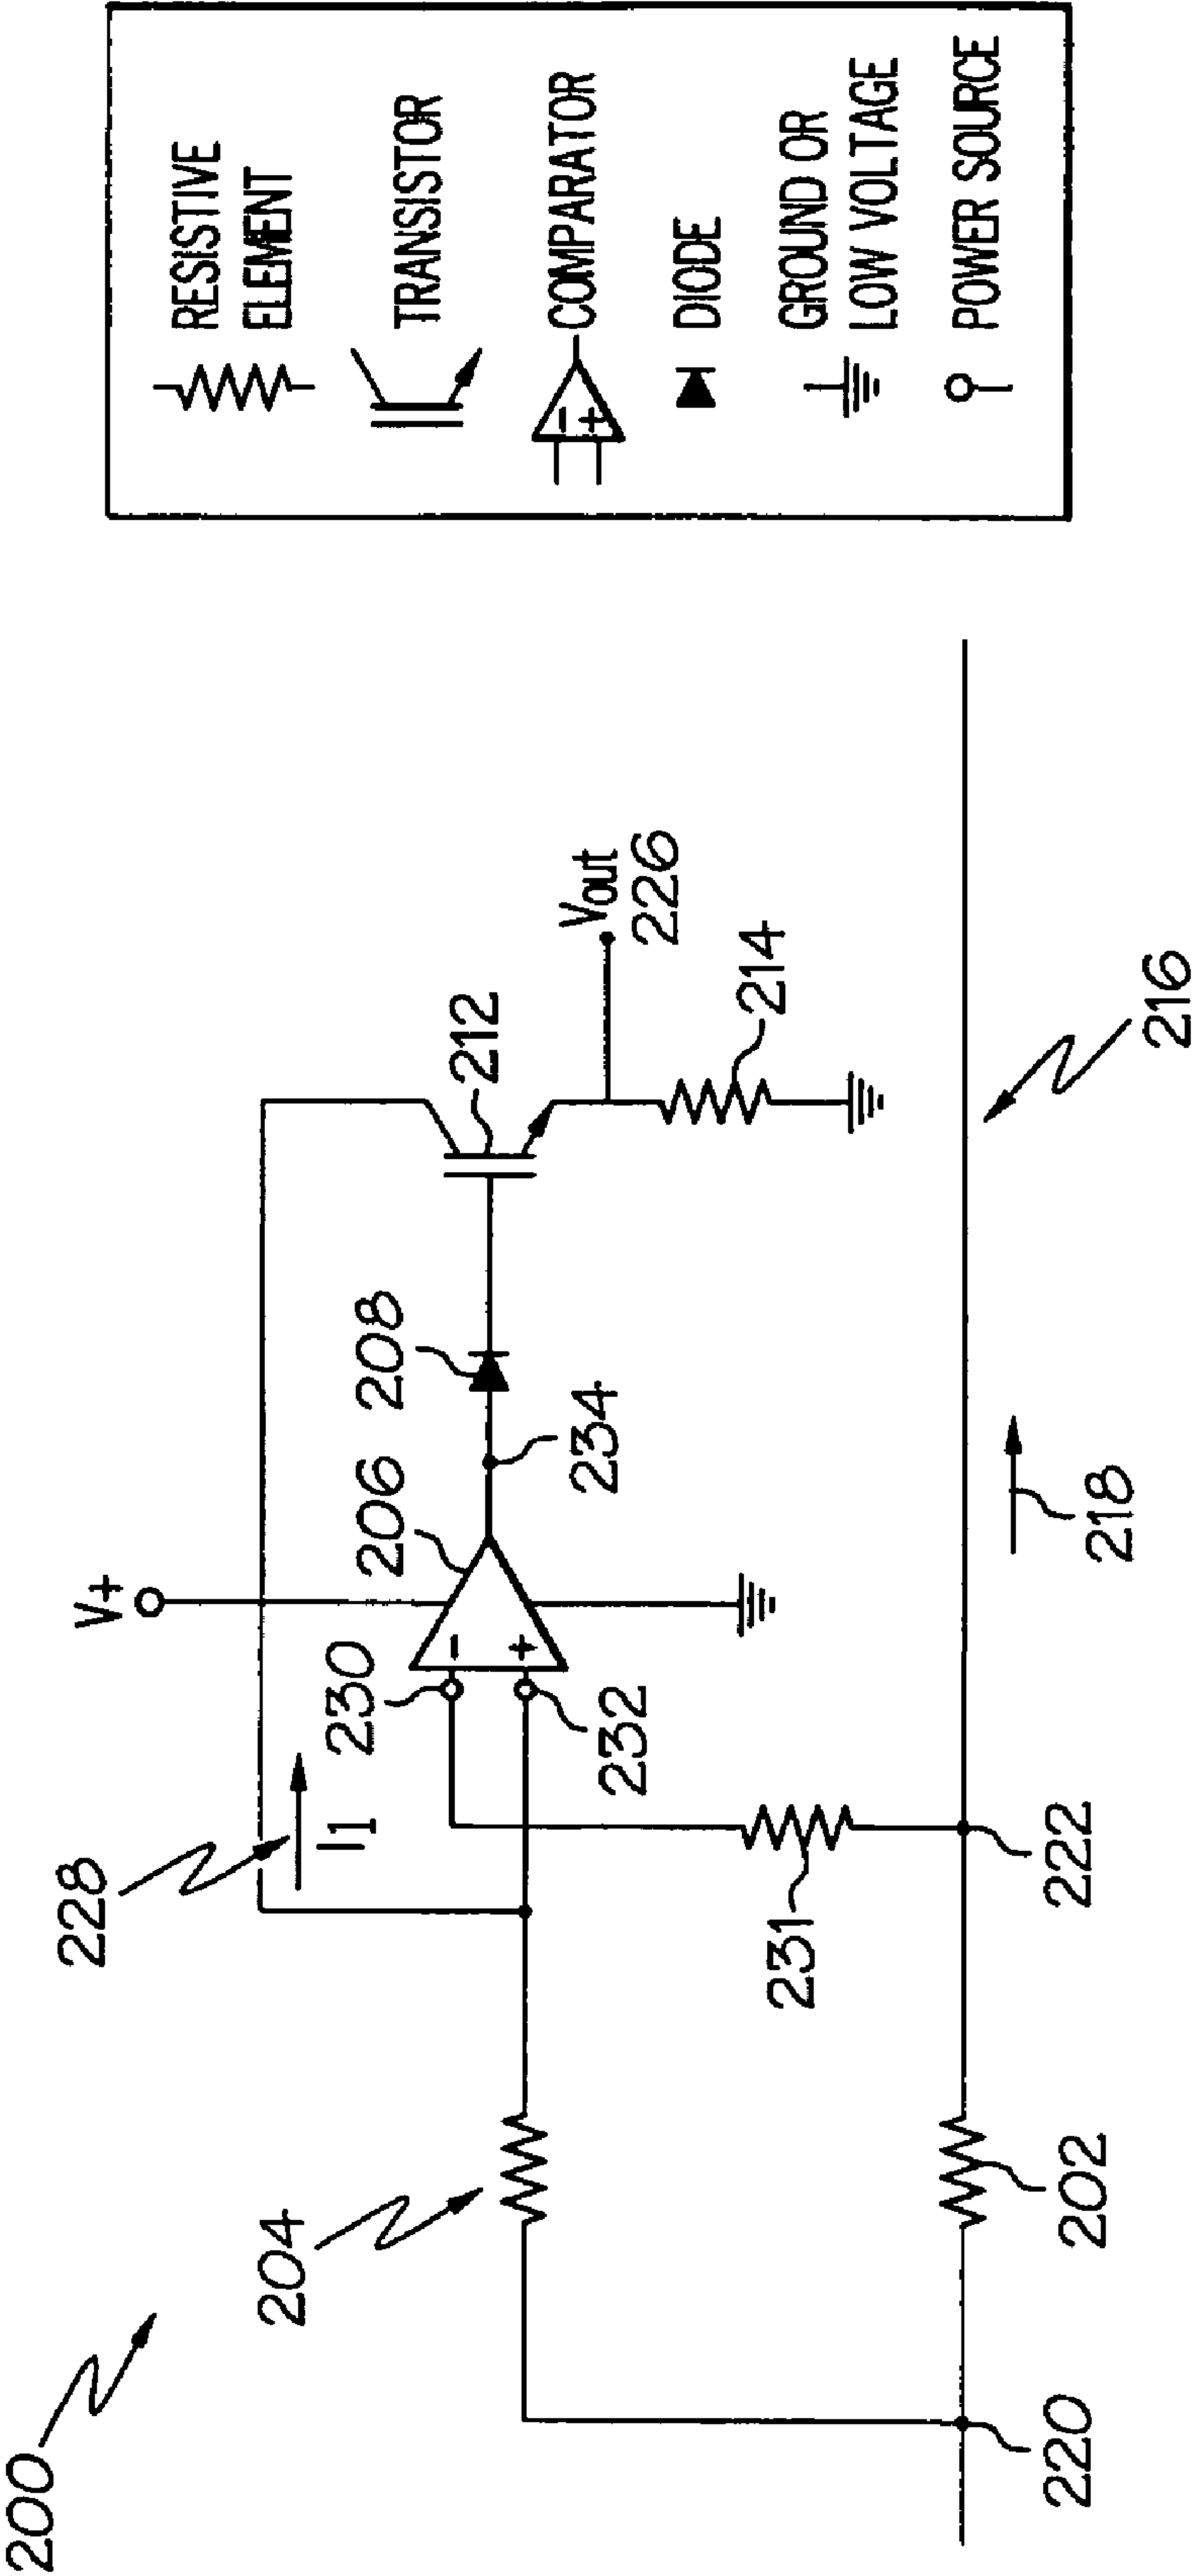 200
204
228
I1
V+
230
206
208
212
Vout
226
232
234
214
231
220
202
222
218
216
RESISTIVE
ELEMENT
TRANSISTOR
COMPARATOR
DIODE
GROUND OR
LOW VOLTAGE
POWER SOURCE